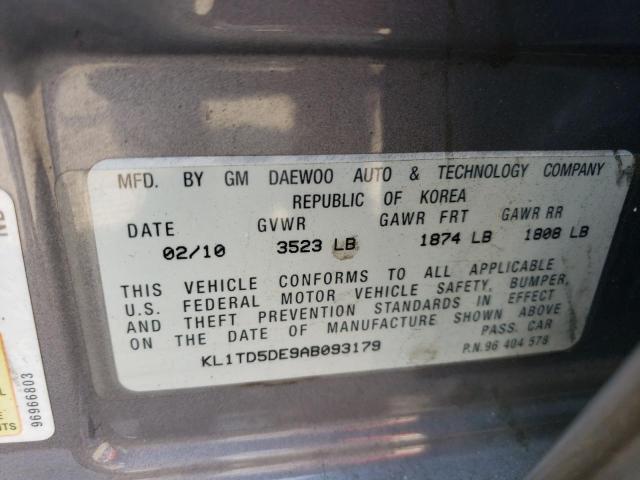 MFD. BY GM DAEWOO AUTO & TECHNOLOGY COMPANY
REPUBLIC OF KOREA
DATE GVWR GAWR FRT GAWR RR
02/10 3523 LB 1874 LB 1808 LB
THIS VEHICLE CONFORMS TO ALL APPLICABLE
U.S. FEDERAL MOTOR VEHICLE SAFETY, BUMPER,
AND THEFT PREVENTION STANDARDS IN EFFECT
ON THE DATE OF MANUFACTURE SHOWN ABOVE
PASS. CAR
KL1TD5DE9AB093179
P.N.96 404 578
96966803